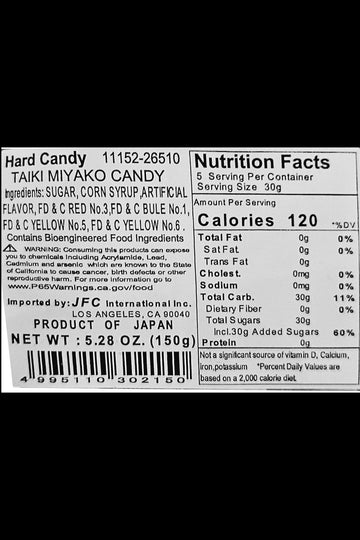 Hard Candy 11152-26510
TAIKI MIYAKO CANDY
Ingredients: SUGAR, CORN SYRUP,ARTIFICIAL
FLAVOR, FD & C RED No.3,FD & C BULE No.1,
FD & C YELLOW No.5, FD & C YELLOW No.6 .
Contains Bioengineered Food Ingredients
⚠ WARNING: Consuming this products can expose
you to chemicals including Acrylamide, Lead,
Cadmium and arsenic which are known to the State
of California to cause cancer, birth defects or other
reproductive harm. For more information go to
www.P65Warnings.ca.gov/food
Imported by: JFC International Inc.
LOS ANGELES, CA 90040
PRODUCT OF JAPAN
NET WT : 5.28 OZ. (150g)
4 995110 302150
Nutrition Facts
5 Serving Per Container
Serving Size 30g
Amount Per Serving
Calories 120 *%DV
Total Fat 0g 0%
Sat Fat. 0g 0%
Trans Fat 0g
Cholest. 0mg 0%
Sodium 0mg 0%
Total Carb. 30g 11%
Dietary Fiber 0g 0%
Total Sugars 30g
Incl.30g Added Sugars 60%
Protein 0g
Not a significant source of vitamin D, Calcium,
Iron,potassium *Percent Daily Values are
based on a 2,000 calorie diet.